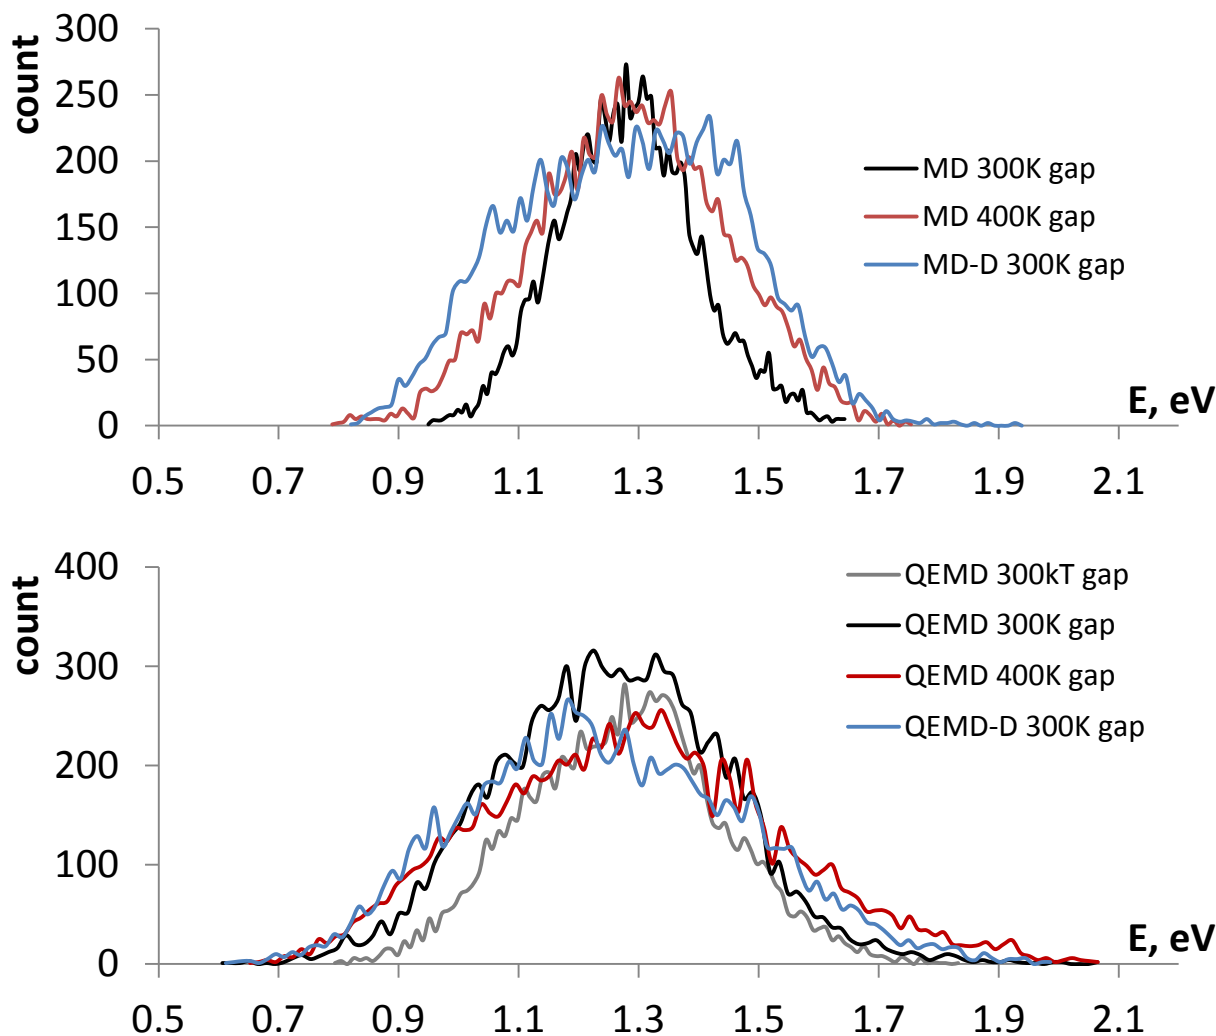 300
250
200
150
100
50
0
count
MD 300K gap
MD 400K gap
MD-D 300K gap
E, eV
0.5 0.7 0.9 1.1 1.3 1.5 1.7 1.9 2.1
400
300
200
100
0
count
QEMD 300kT gap
QEMD 300K gap
QEMD 400K gap
QEMD-D 300K gap
E, eV
0.5 0.7 0.9 1.1 1.3 1.5 1.7 1.9 2.1